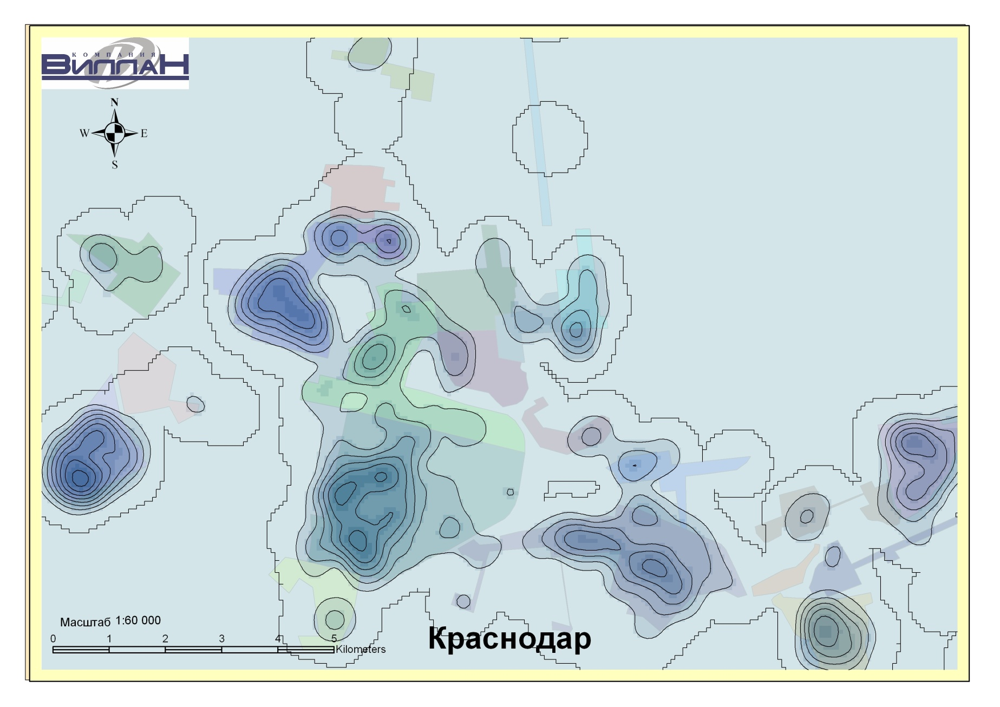 КОМПАНИЯ
ВИЛЛАН
N
W E
S
Масштаб 1:60 000
0 1 2 3 4 5
Kilometers
Краснодар